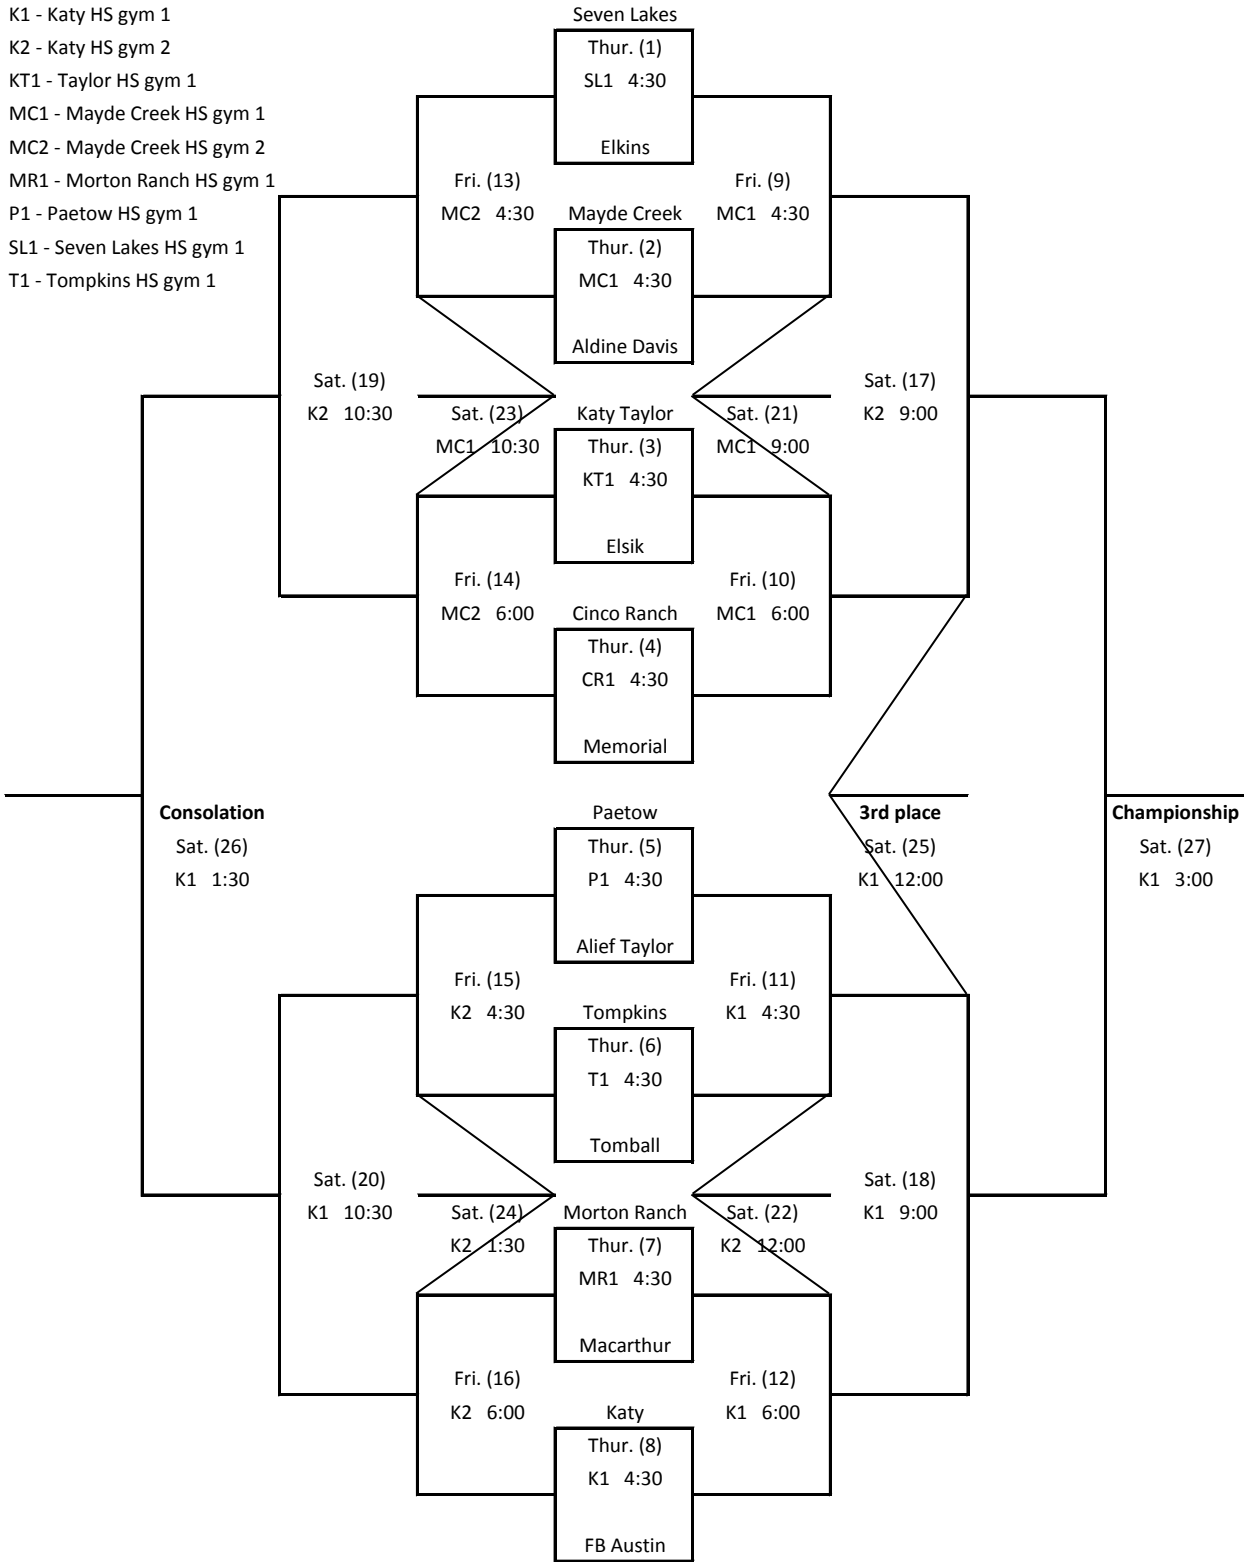 K1 - Katy HS gym 1
K2 - Katy HS gym 2
KT1 - Taylor HS gym 1
MC1 - Mayde Creek HS gym 1
MC2 - Mayde Creek HS gym 2
MR1 - Morton Ranch HS gym 1
P1 - Paetow HS gym 1
SL1 - Seven Lakes HS gym 1
T1 - Tompkins HS gym 1
Seven Lakes
Thur. (1)
SL1 4:30
Elkins
Fri. (13)
MC2 4:30
Fri. (9)
MC1 4:30
Mayde Creek
Thur. (2)
MC1 4:30
Aldine Davis
Sat. (19)
K2 10:30
Sat. (17)
K2 9:00
Sat. (23)
MC1 10:30
Sat. (21)
MC1 9:00
Katy Taylor
Thur. (3)
KT1 4:30
Elsik
Fri. (14)
MC2 6:00
Fri. (10)
MC1 6:00
Cinco Ranch
Thur. (4)
CR1 4:30
Memorial
Consolation
Sat. (26)
K1 1:30
3rd place
Sat. (25)
K1 12:00
Championship
Sat. (27)
K1 3:00
Paetow
Thur. (5)
P1 4:30
Alief Taylor
Fri. (15)
K2 4:30
Fri. (11)
K1 4:30
Tompkins
Thur. (6)
T1 4:30
Tomball
Sat. (20)
K1 10:30
Sat. (18)
K1 9:00
Sat. (24)
K2 1:30
Sat. (22)
K2 12:00
Morton Ranch
Thur. (7)
MR1 4:30
Macarthur
Fri. (16)
K2 6:00
Fri. (12)
K1 6:00
Katy
Thur. (8)
K1 4:30
FB Austin